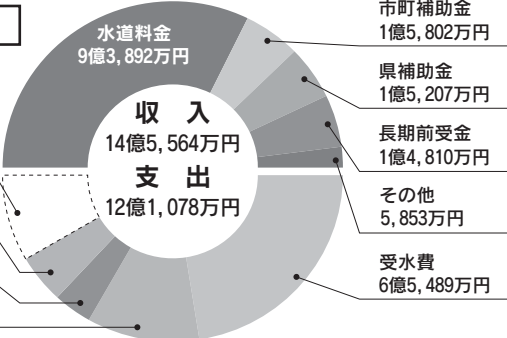 水道料金
9億3,892万円
収 入
14億5,564万円
支 出
12億1,078万円
市町補助金
1億5,802万円
県補助金
1億5,207万円
長期前受金
1億4,810万円
その他
5,853万円
受水費
6億5,489万円